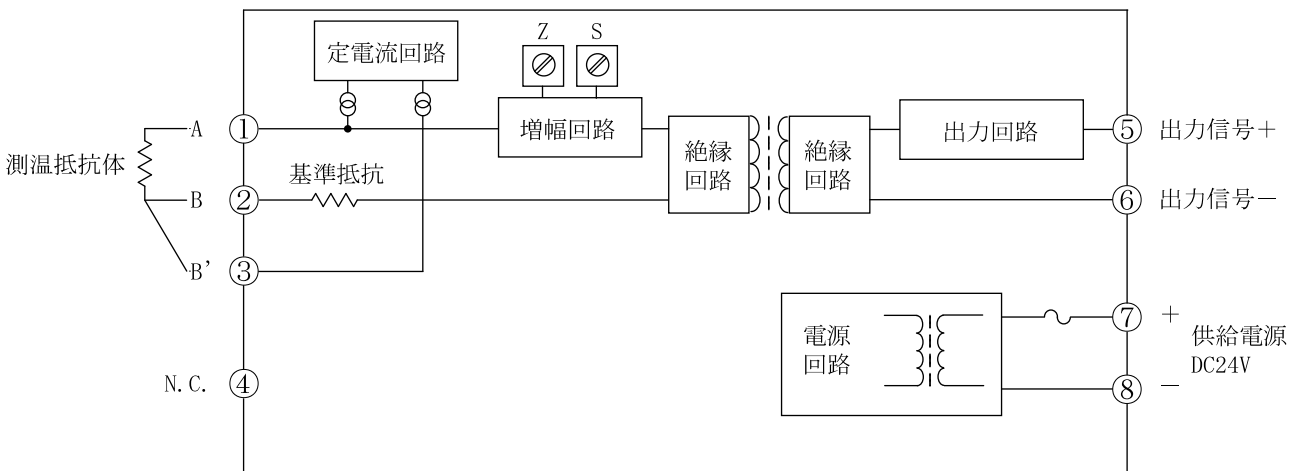 定電流回路
Z
S
増幅回路
絶縁
回路
絶縁
回路
出力回路
測温抵抗体
A
①
B
②
基準抵抗
B'
③
N.C.
④
⑤
出力信号+
⑥
出力信号−
電源
回路
⑦
+
⑧
−
供給電源
DC24V